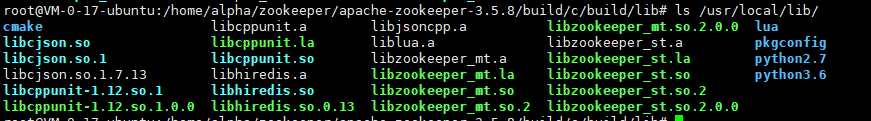 root@VM-0-17-ubuntu:/home/alpha/zookeeper/apache-zookeeper-3.5.8/build/c/build/lib# ls /usr/local/lib/
cmake libcppunit.a libjsoncpp.a libzookeeper_mt.so.2.0.0 lua
libcjson.so libcppunit.la liblua.a libzookeeper_st.a pkgconfig
libcjson.so.1 libcppunit.so libzookeeper_mt.a libzookeeper_st.la python2.7
libcjson.so.1.7.13 libhiredis.a libzookeeper_mt.la libzookeeper_st.so python3.6
libcppunit-1.12.so.1 libhiredis.so libzookeeper_mt.so libzookeeper_st.so.2
libcppunit-1.12.so.1.0.0 libhiredis.so.0.13 libzookeeper_mt.so.2 libzookeeper_st.so.2.0.0
root@VM-0-17-ubuntu:/home/alpha/zookeeper/apache-zookeeper-3.5.8/build/c/build/lib#